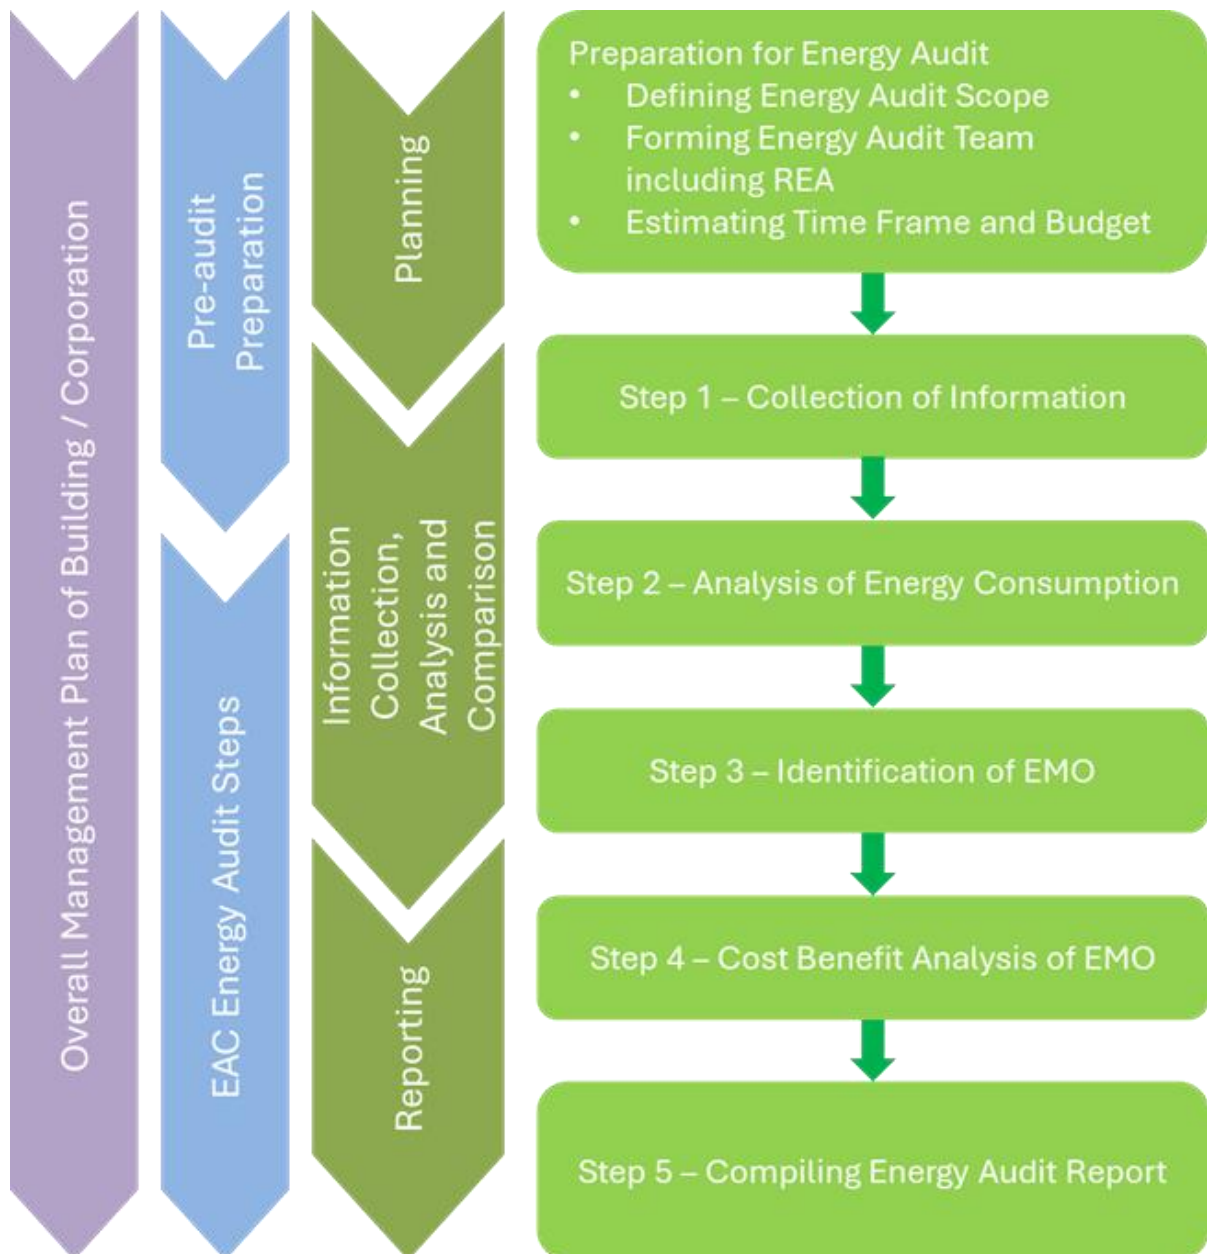 Overall Management Plan of Building / Corporation
Pre-audit
Preparation
EAC Energy Audit Steps
Planning
Information
Collection,
Analysis and
Comparison
Reporting
Preparation for Energy Audit
• Defining Energy Audit Scope
• Forming Energy Audit Team
including REA
• Estimating Time Frame and Budget
Step 1 – Collection of Information
Step 2 – Analysis of Energy Consumption
Step 3 – Identification of EMO
Step 4 – Cost Benefit Analysis of EMO
Step 5 – Compiling Energy Audit Report